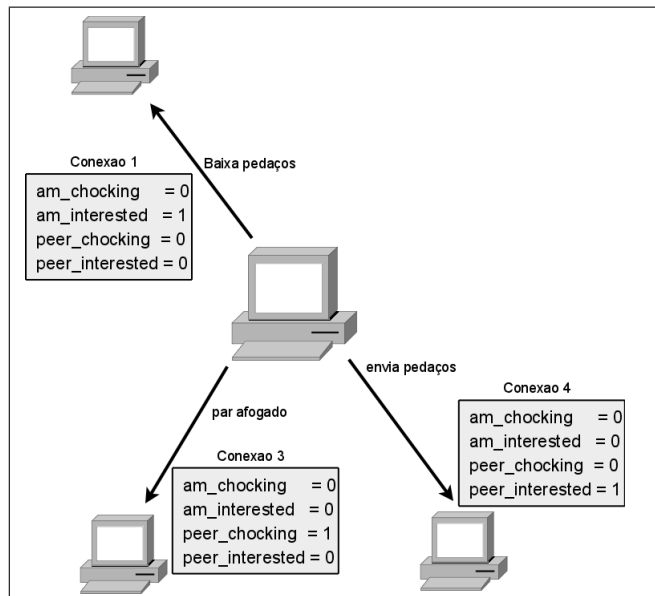 Conexao 1
Baixa pedaços
am_chocking = 0
am_interested = 1
peer_chocking = 0
peer_interested = 0
envia pedaços
Conexao 4
par afogado
am_chocking = 0
am_interested = 0
peer_chocking = 0
peer_interested = 1
Conexao 3
am_chocking = 0
am_interested = 0
peer_chocking = 1
peer_interested = 0